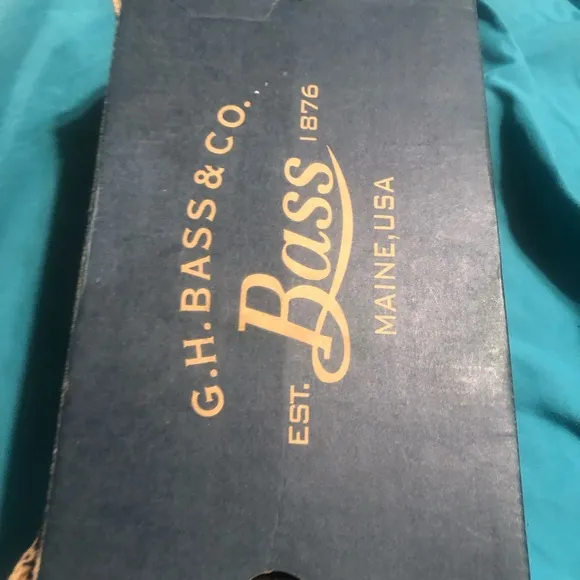 G.H. BASS & CO.
Bass
EST. 1876
MAINE, USA